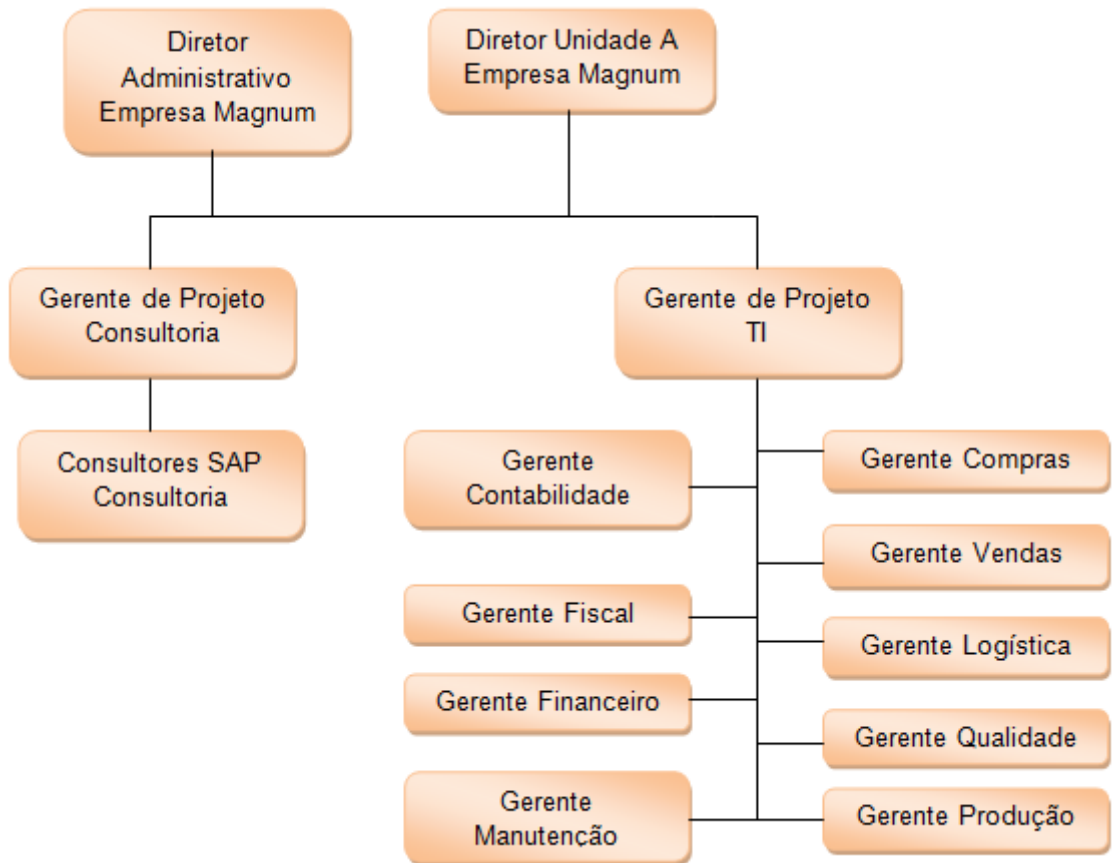 Diretor
Administrativo
Empresa Magnum
Diretor Unidade A
Empresa Magnum
Gerente de Projeto
Consultoria
Gerente de Projeto
TI
Consultores SAP
Consultoria
Gerente
Contabilidade
Gerente Compras
Gerente Vendas
Gerente Fiscal
Gerente Logística
Gerente Financeiro
Gerente Qualidade
Gerente
Manutenção
Gerente Produção